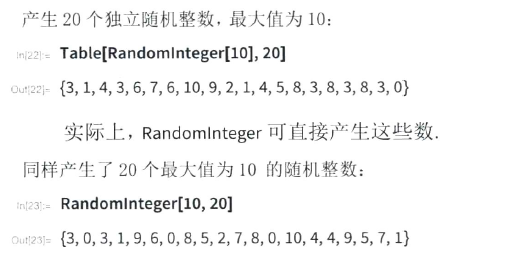 产生 20 个独立随机整数, 最大值为 10:
In[22]:= Table[RandomInteger[10], 20]
Out[22]= {3, 1, 4, 3, 6, 7, 6, 10, 9, 2, 1, 4, 5, 8, 3, 8, 3, 8, 3, 0}
实际上, RandomInteger 可直接产生这些数.
同样产生了 20 个最大值为 10 的随机整数:
In[23]:= RandomInteger[10, 20]
Out[23]= {3, 0, 3, 1, 9, 6, 0, 8, 5, 2, 7, 8, 0, 10, 4, 4, 9, 5, 7, 1}